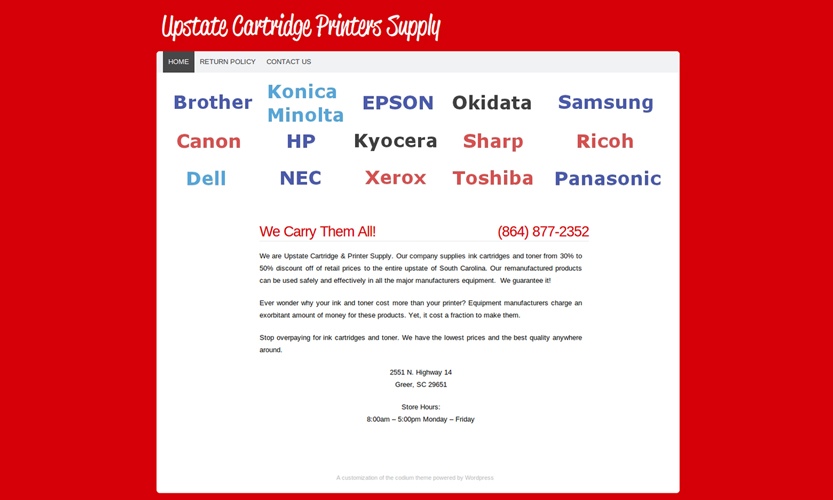 Upstate Cartridge Printers Supply
HOME RETURN POLICY CONTACT US
Brother Konica Minolta EPSON Okidata Samsung
Canon HP Kyocera Sharp Ricoh
Dell NEC Xerox Toshiba Panasonic
We Carry Them All! (864) 877-2352
We are Upstate Cartridge & Printer Supply. Our company supplies ink cartridges and toner from 30% to
50% discount off of retail prices to the entire upstate of South Carolina. Our remanufactured products
can be used safely and effectively in all the major manufacturers equipment. We guarantee it!
Ever wonder why your ink and toner cost more than your printer? Equipment manufacturers charge an
exorbitant amount of money for these products. Yet, it cost a fraction to make them.
Stop overpaying for ink cartridges and toner. We have the lowest prices and the best quality anywhere
around.
2551 N. Highway 14
Greer, SC 29651
Store Hours:
8:00am – 5:00pm Monday – Friday
A customization of the codium theme powered by Wordpress